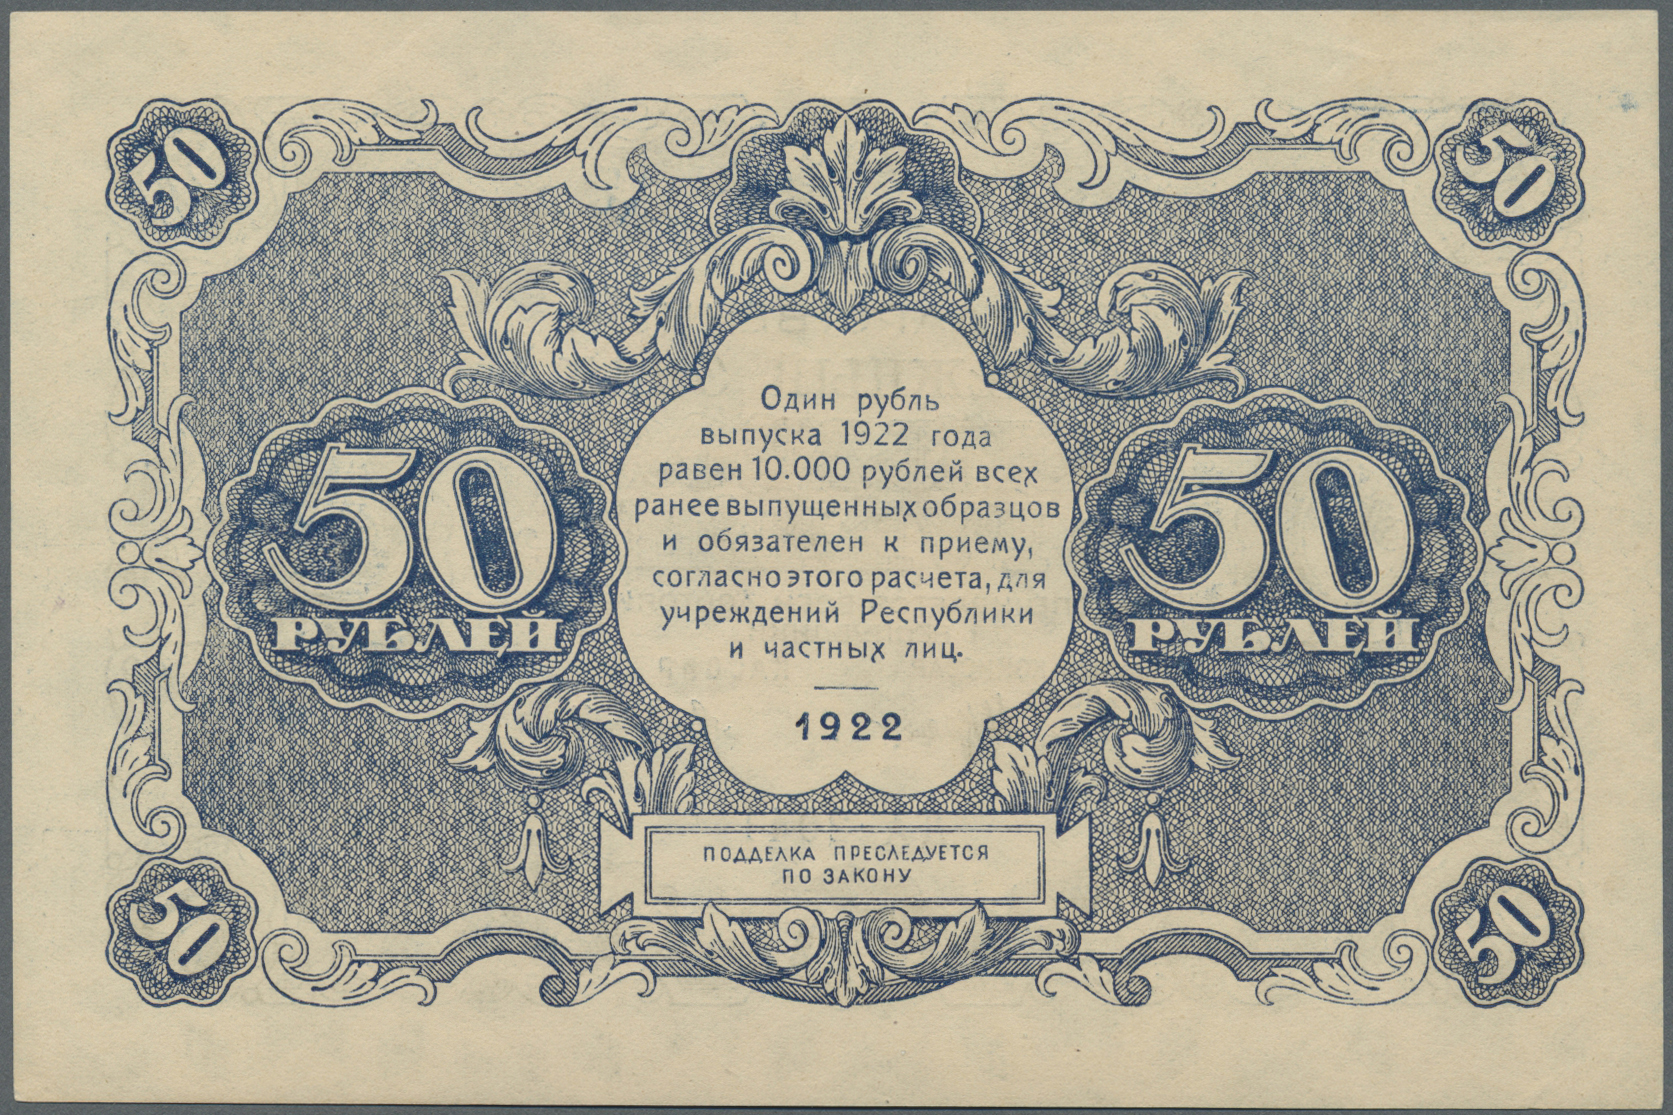 50
50
Один рубль
выпуска 1922 года
равен 10.000 рублей всех
ранее выпущенных образцов
и обязателен к приему,
согласно этого расчета, для
учреждений Республики
и частных лиц.
1922
50
РУБЛЕЙ
50
РУБЛЕЙ
ПОДДЕЛКА ПРЕСЛЕДУЕТСЯ
ПО ЗАКОНУ
50
50